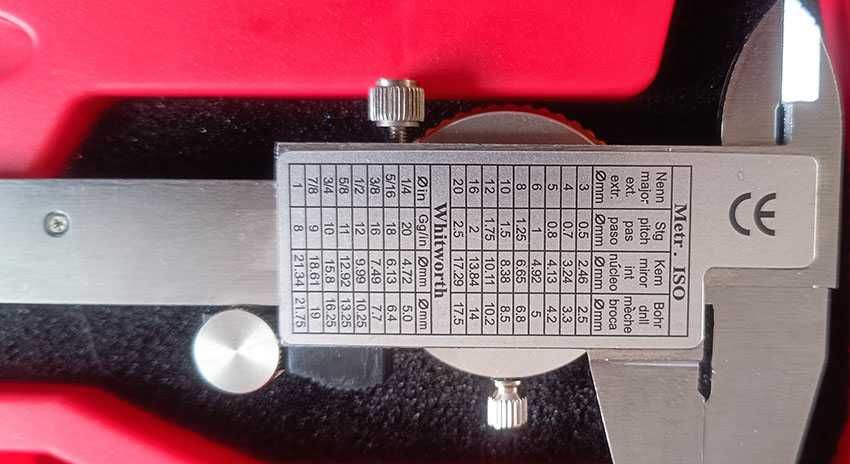 CE
Metr . ISO
Nenn Stg Kern Bohr
major pitch miror drill
ext. pas int mèche
extr. paso núcleo broca
Ømm Ømm Ømm Ømm
3 0.5 2.46 2.5
4 0.7 3.24 3.3
5 0.8 4.13 4.2
6 1 4.92 5
8 1.25 6.65 6.8
10 1.5 8.38 8.5
12 1.75 10.11 10.2
16 2 13.84 14
20 2.5 17.29 17.5
Whitworth
Øin Gg/in Ømm Ømm
1/4 20 4.72 5.0
5/16 18 6.13 6.4
3/8 16 7.49 7.7
1/2 12 9.99 10.25
5/8 11 12.92 13.25
3/4 10 15.8 16.25
7/8 9 18.61 19
1 8 21.34 21.75